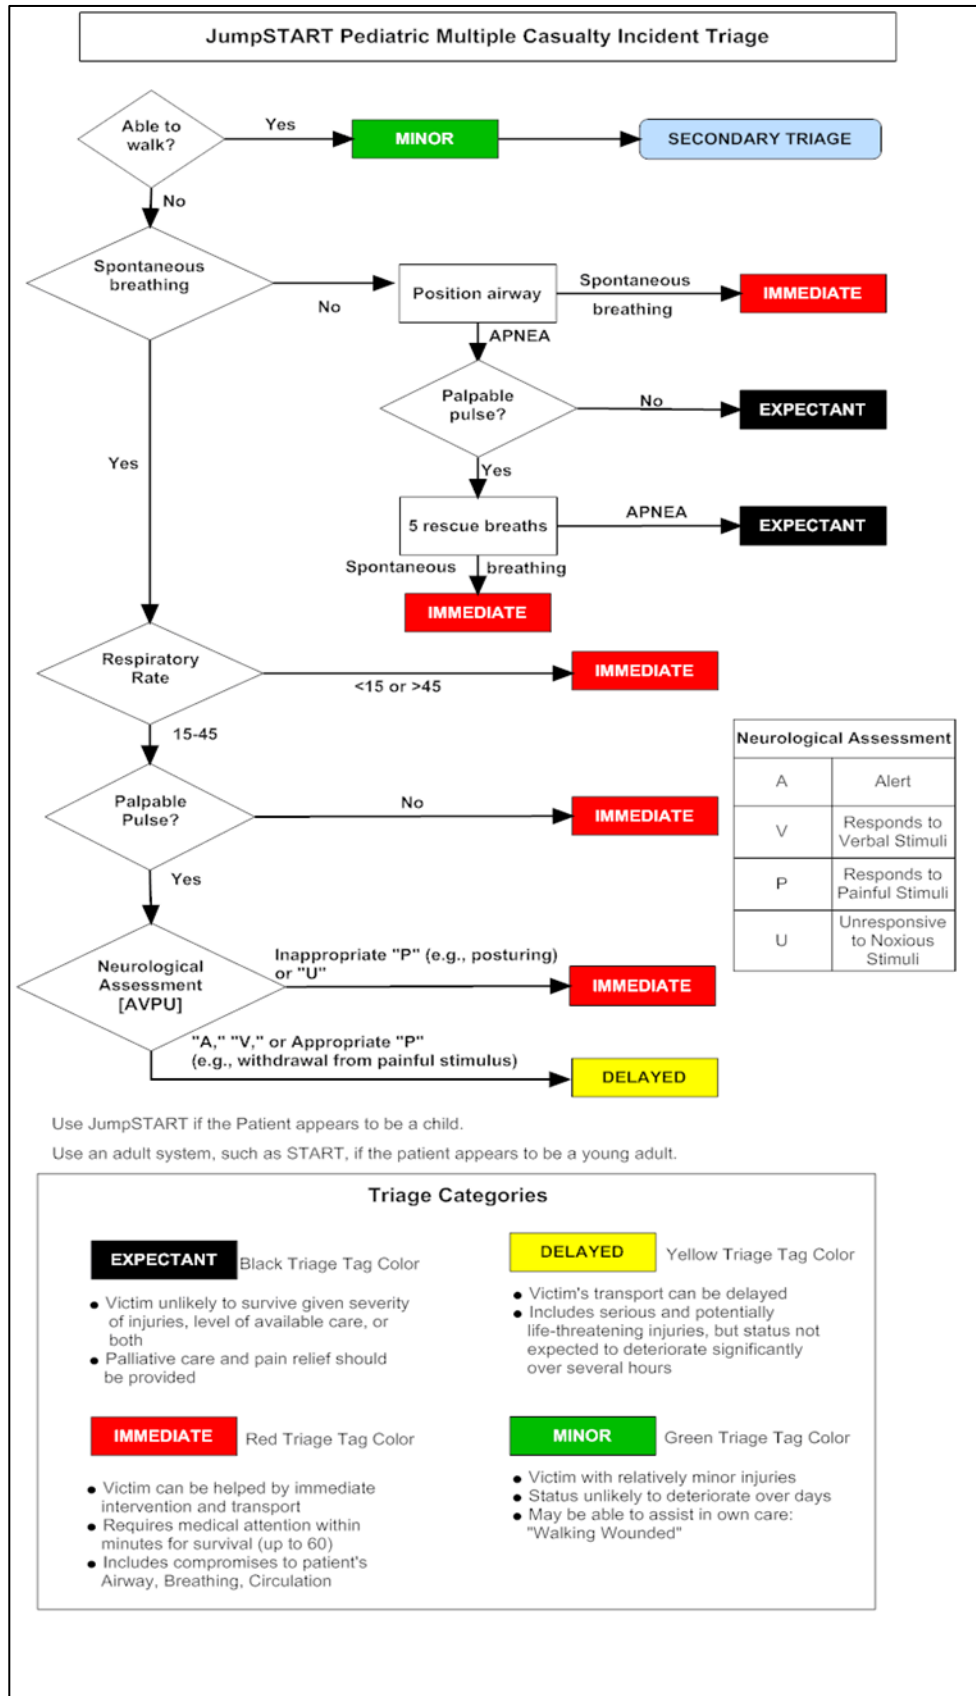 JumpSTART Pediatric Multiple Casualty Incident Triage
Able to
walk?
Yes
MINOR
SECONDARY TRIAGE
No
Spontaneous
breathing
No
Position airway
Spontaneous
breathing
IMMEDIATE
APNEA
Palpable
pulse?
No
EXPECTANT
Yes
Yes
5 rescue breaths
APNEA
EXPECTANT
Spontaneous
breathing
IMMEDIATE
Respiratory
Rate
<15 or >45
IMMEDIATE
15-45
Palpable
Pulse?
No
IMMEDIATE
Yes
Neurological
Assessment
[AVPU]
Inappropriate "P" (e.g., posturing)
or "U"
IMMEDIATE
"A," "V," or Appropriate "P"
(e.g., withdrawal from painful stimulus)
DELAYED
Neurological Assessment
A
Alert
V
Responds to
Verbal Stimuli
P
Responds to
Painful Stimuli
U
Unresponsive
to Noxious
Stimuli
Use JumpSTART if the Patient appears to be a child.
Use an adult system, such as START, if the patient appears to be a young adult.
Triage Categories
EXPECTANT Black Triage Tag Color
● Victim unlikely to survive given severity
of injuries, level of available care, or
both
● Palliative care and pain relief should
be provided
DELAYED Yellow Triage Tag Color
● Victim's transport can be delayed
● Includes serious and potentially
life-threatening injuries, but status not
expected to deteriorate significantly
over several hours
IMMEDIATE Red Triage Tag Color
● Victim can be helped by immediate
intervention and transport
● Requires medical attention within
minutes for survival (up to 60)
● Includes compromises to patient's
Airway, Breathing, Circulation
MINOR Green Triage Tag Color
● Victim with relatively minor injuries
● Status unlikely to deteriorate over days
● May be able to assist in own care:
"Walking Wounded"